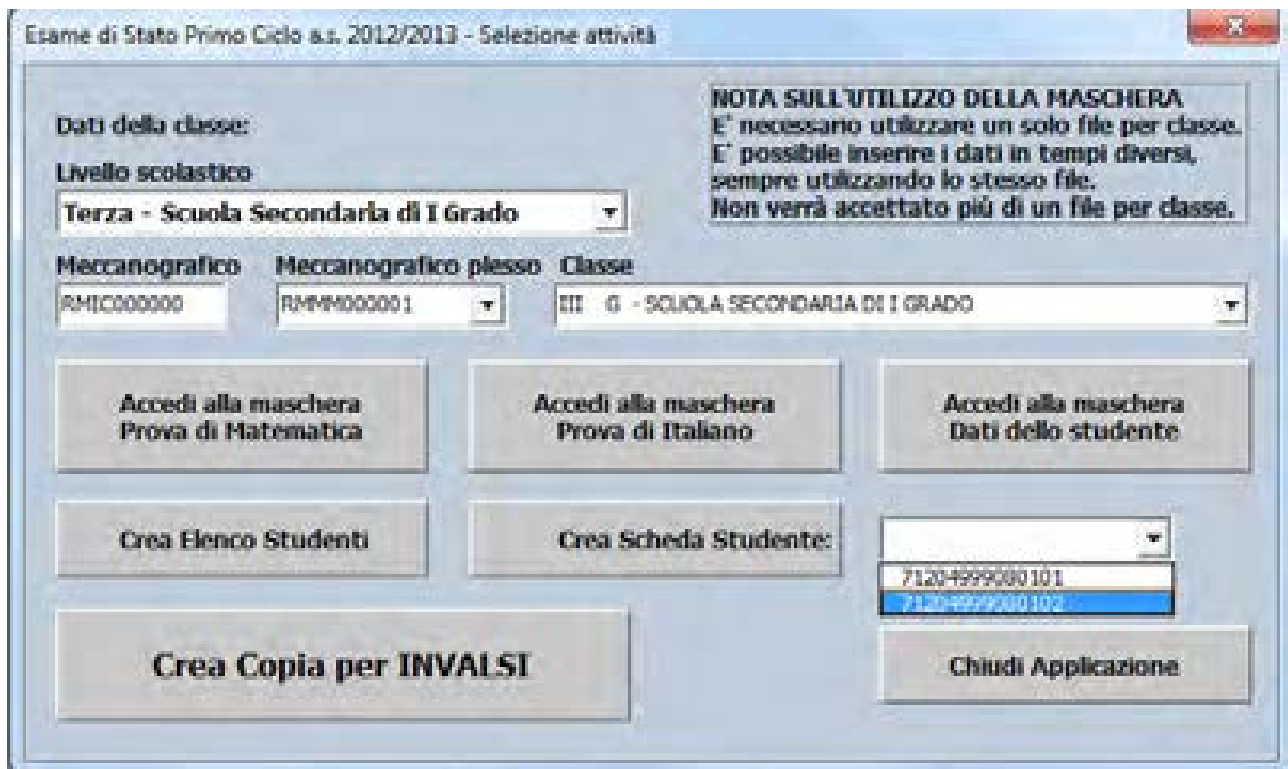 Esame di Stato Primo Ciclo a.s. 2012/2013 - Selezione attività
NOTA SULL'UTILIZZO DELLA MASCHERA
E' necessario utilizzare un solo file per classe.
E' possibile inserire i dati in tempi diversi,
sempre utilizzando lo stesso file.
Non verrà accettato più di un file per classe.
Dati della classe:
Livello scolastico
Terza - Scuola Secondaria di I Grado
Meccanografico Meccanografico plesso Classe
RMIC000000 RMMM000001 III G - SCUOLA SECONDARIA DI I GRADO
Accedi alla maschera
Prova di Matematica
Accedi alla maschera
Prova di Italiano
Accedi alla maschera
Dati dello studente
Crea Elenco Studenti
Crea Scheda Studente:
71204999080101
71204999080102
Crea Copia per INVALSI
Chiudi Applicazione